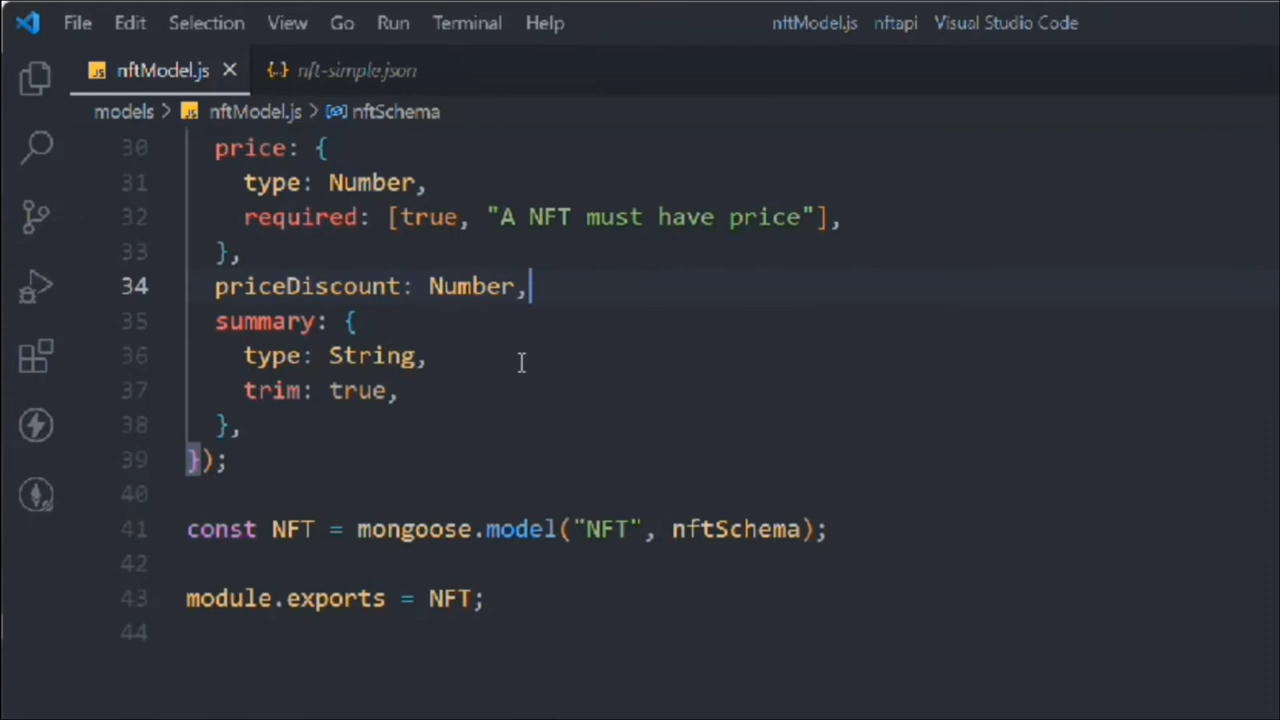 File Edit Selection View Go Run Terminal Help nftModel.js nftapi Visual Studio Code
JS nftModel.js × {..} nft-simple.json
models > JS nftModel.js > nftSchema
30 price: {
31 type: Number,
32 required: [true, "A NFT must have price"],
33 },
34 priceDiscount: Number,
35 summary: {
36 type: String,
37 trim: true,
38 },
39 });
40
41 const NFT = mongoose.model("NFT", nftSchema);
42
43 module.exports = NFT;
44